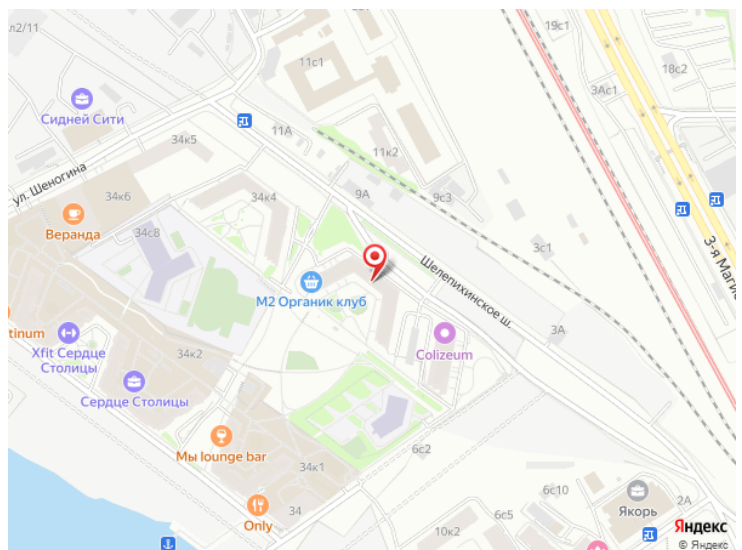 19с1
11с1
18с2
3Ас1
Сидней Сити
34к5
11А
11к2
ул. Шеногина
34к6
34к4
9А
9с3
Веранда
34с8
3с1
3-я Маги
Шелепихинское ш.
М2 Органик клуб
3А
tinum
Xfit Сердце
Столицы
34к2
Colizeum
Сердце Столицы
Мы lounge bar
34к1
6с2
6с10
Якорь
2А
34
Only
10к2
6с5
Яндекс
© Яндекс